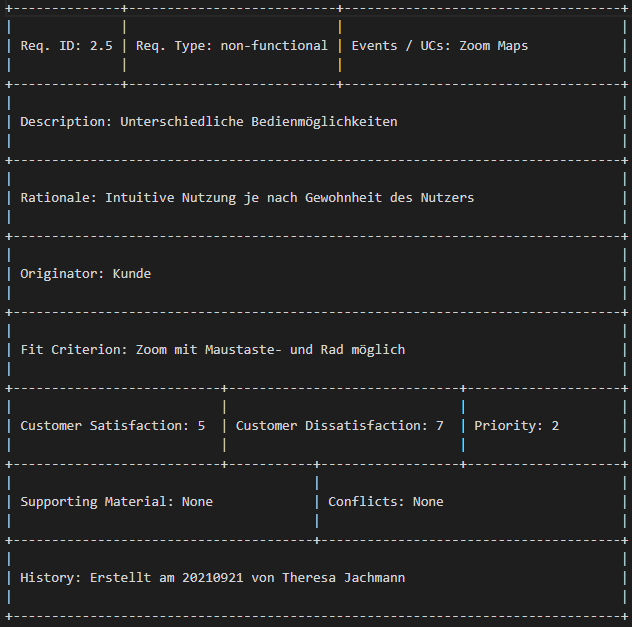 Req. ID: 2.5 | Req. Type: non-functional | Events / UCs: Zoom Maps
Description: Unterschiedliche Bedienmöglichkeiten
Rationale: Intuitive Nutzung je nach Gewohnheit des Nutzers
Originator: Kunde
Fit Criterion: Zoom mit Maustaste- und Rad möglich
Customer Satisfaction: 5 | Customer Dissatisfaction: 7 | Priority: 2
Supporting Material: None | Conflicts: None
History: Erstellt am 20210921 von Theresa Jachmann